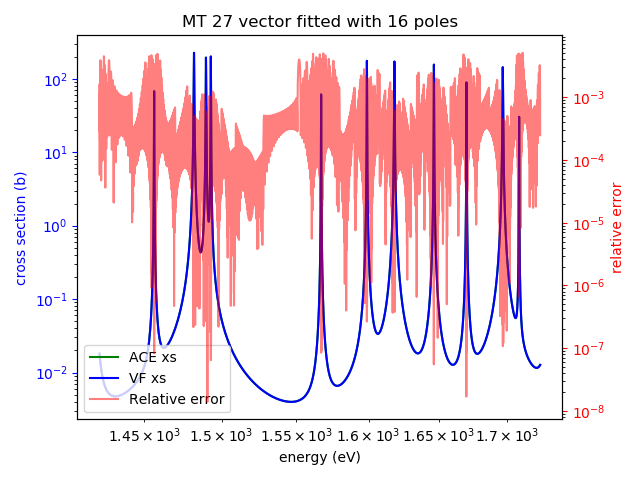 MT 27 vector fitted with 16 poles
cross section (b)
10²
10¹
10⁰
10⁻¹
10⁻²
10⁻³
10⁻⁴
10⁻⁵
10⁻⁶
10⁻⁷
10⁻⁸
relative error
ACE xs
VF xs
Relative error
1.45 × 10³ 1.5 × 10³ 1.55 × 10³ 1.6 × 10³ 1.65 × 10³ 1.7 × 10³
energy (eV)